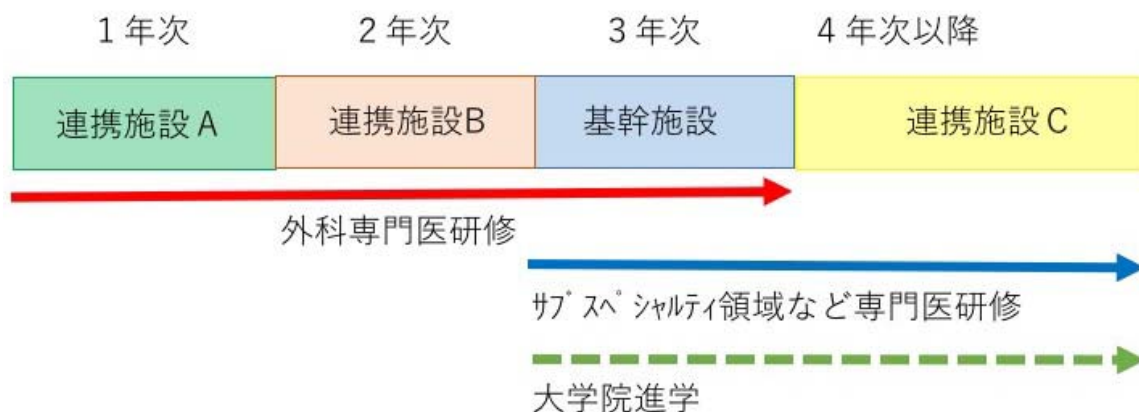 1年次 2年次 3年次 4年次以降
連携施設A 連携施設B 基幹施設 連携施設C
外科専門医研修
ｻﾌﾞｽﾍﾟｼｬﾙﾃｨ領域など専門医研修
大学院進学